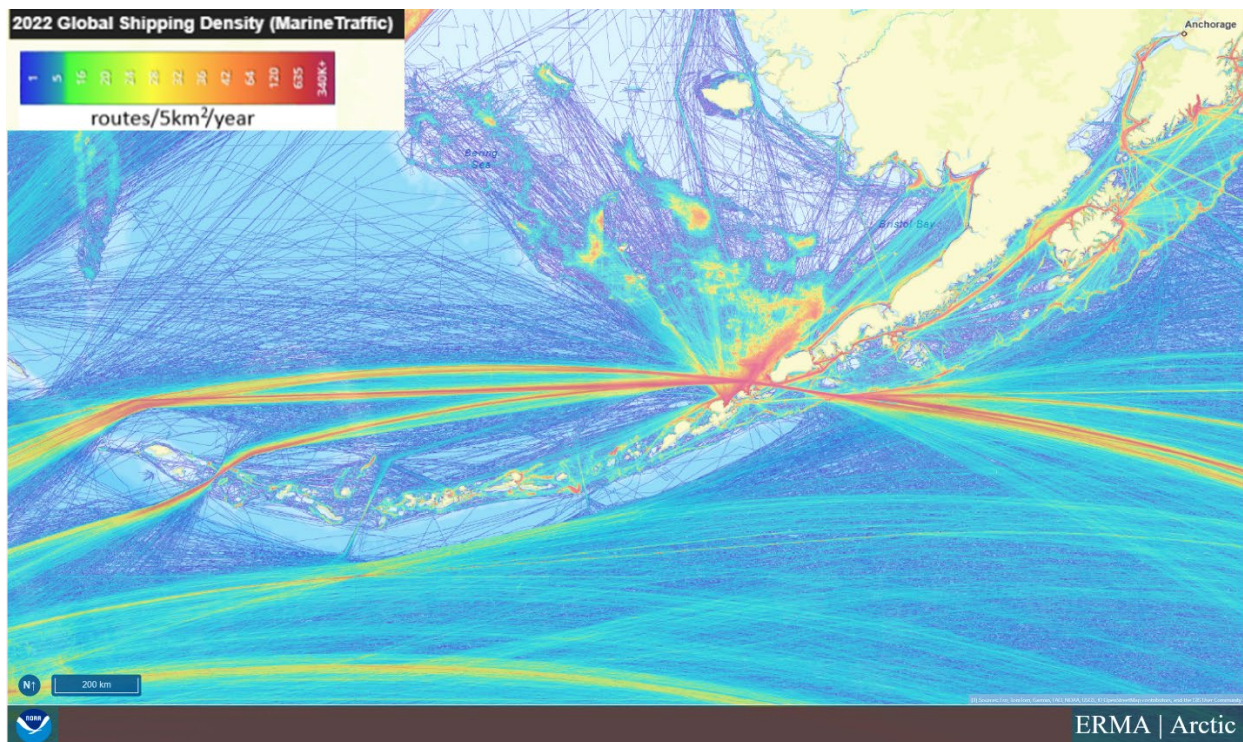 2022 Global Shipping Density (MarineTraffic)
1 5 16 20 24 28 32 36 42 64 120 635 340K+
routes/5km²/year
Anchorage
Bering
Sea
Bristol Bay
N↑
200 km
NOAA
ERMA | Arctic